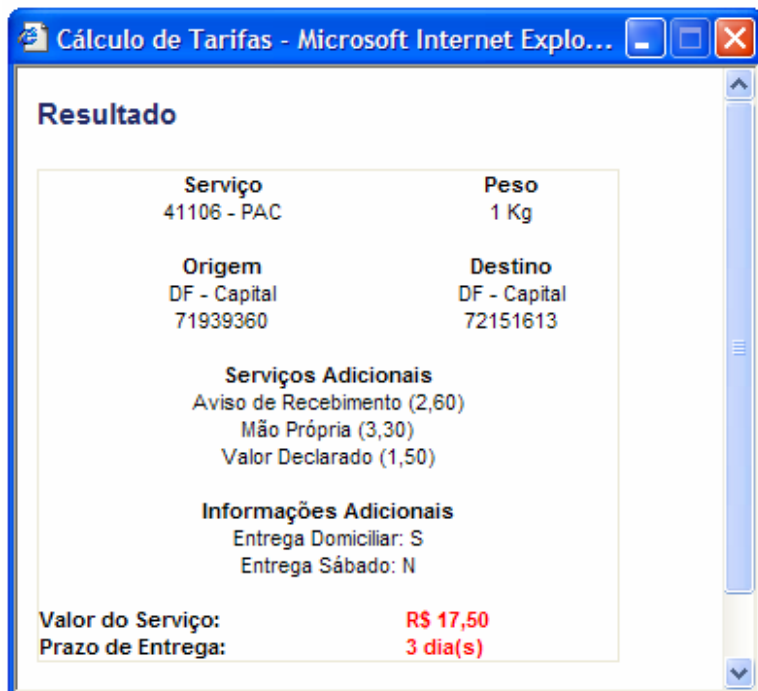 Cálculo de Tarifas - Microsoft Internet Explo...
Resultado
Serviço Peso
41106 - PAC 1 Kg
Origem Destino
DF - Capital DF - Capital
71939360 72151613
Serviços Adicionais
Aviso de Recebimento (2,60)
Mão Própria (3,30)
Valor Declarado (1,50)
Informações Adicionais
Entrega Domiciliar: S
Entrega Sábado: N
Valor do Serviço: R$ 17,50
Prazo de Entrega: 3 dia(s)